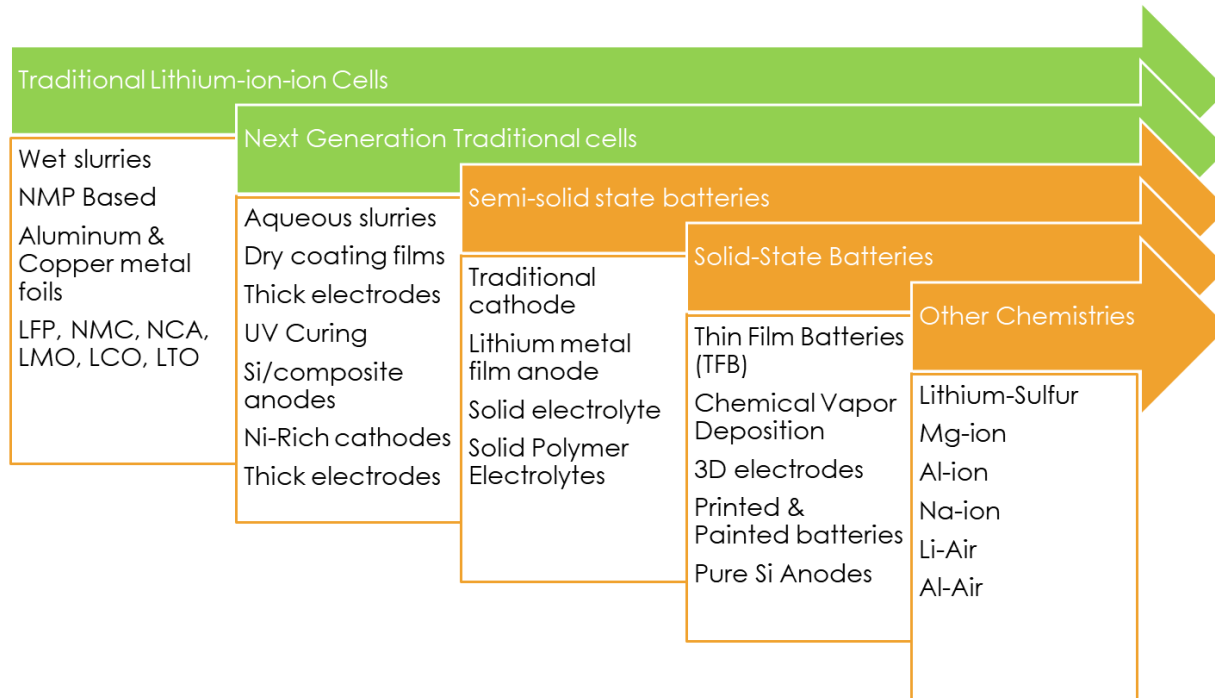 Traditional Lithium-ion-ion Cells
Wet slurries
NMP Based
Aluminum &
Copper metal
foils
LFP, NMC, NCA,
LMO, LCO, LTO
Next Generation Traditional cells
Aqueous slurries
Dry coating films
Thick electrodes
UV Curing
Si/composite
anodes
Ni-Rich cathodes
Thick electrodes
Semi-solid state batteries
Traditional
cathode
Lithium metal
film anode
Solid electrolyte
Solid Polymer
Electrolytes
Solid-State Batteries
Thin Film Batteries
(TFB)
Chemical Vapor
Deposition
3D electrodes
Printed &
Painted batteries
Pure Si Anodes
Other Chemistries
Lithium-Sulfur
Mg-ion
Al-ion
Na-ion
Li-Air
Al-Air